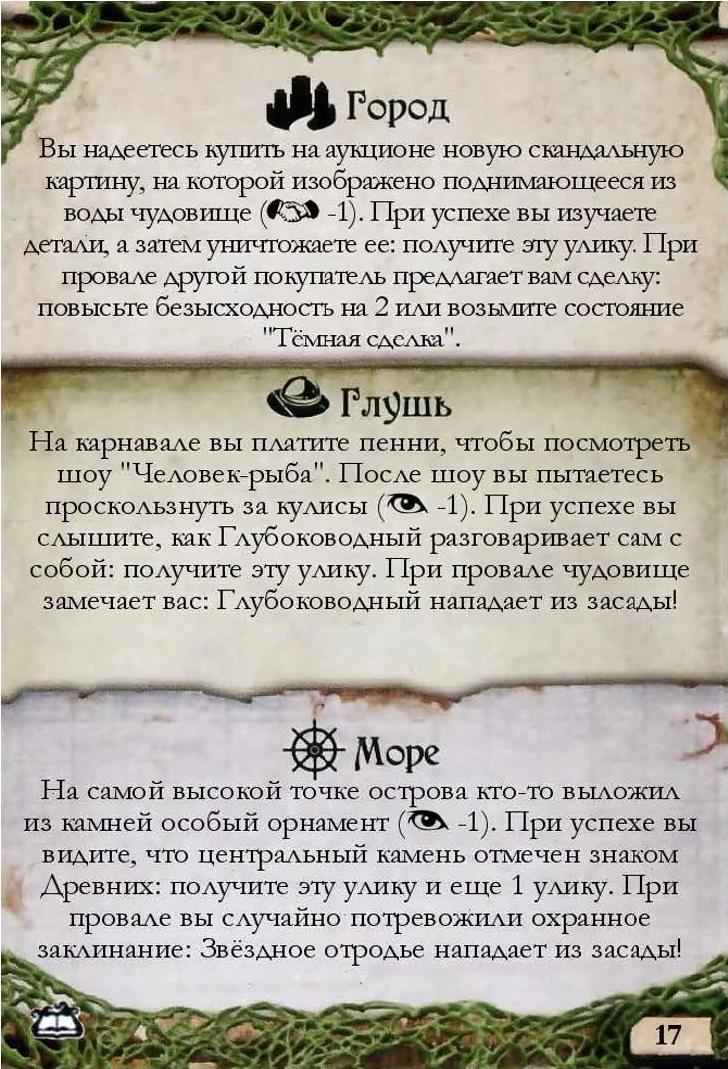 Город
Вы надеетесь купить на аукционе новую скандальную
картину, на которой изображено поднимающееся из
воды чудовище ( -1). При успехе вы изучаете
детали, а затем уничтожаете ее: получите эту улику. При
провале другой покупатель предлагает вам сделку:
повысьте безысходность на 2 или возьмите состояние
"Тёмная сделка".
Глушь
На карнавале вы платите пенни, чтобы посмотреть
шоу "Человек-рыба". После шоу вы пытаетесь
проскользнуть за кулисы ( -1). При успехе вы
слышите, как Глубоководный разговаривает сам с
собой: получите эту улику. При провале чудовище
замечает вас: Глубоководный нападает из засады!
Море
На самой высокой точке острова кто-то выложил
из камней особый орнамент ( -1). При успехе вы
видите, что центральный камень отмечен знаком
Древних: получите эту улику и еще 1 улику. При
провале вы случайно потревожили охранное
заклинание: Звёздное отродье нападает из засады!
17